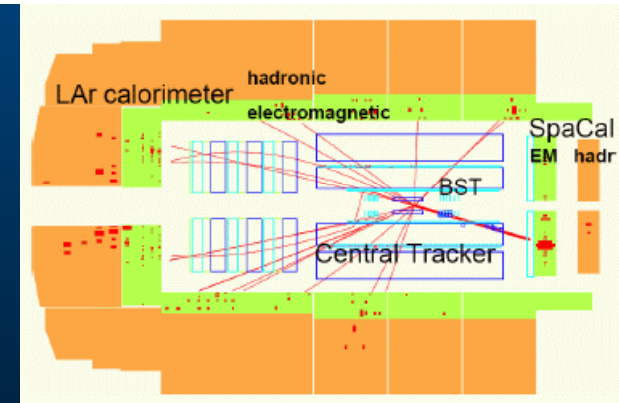 hadronic
LAr calorimeter
electromagnetic
SpaCal
EM hadr
BST
Central Tracker